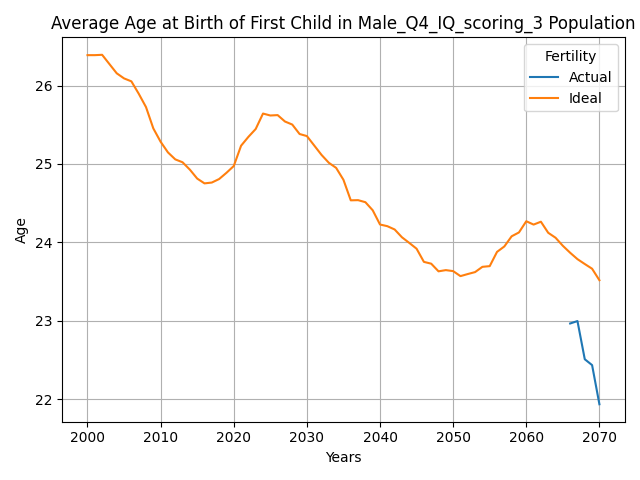 Average Age at Birth of First Child in Male_Q4_IQ_scoring_3 Population
Fertility
Actual
Ideal
Age
26
25
24
23
22
2000 2010 2020 2030 2040 2050 2060 2070
Years